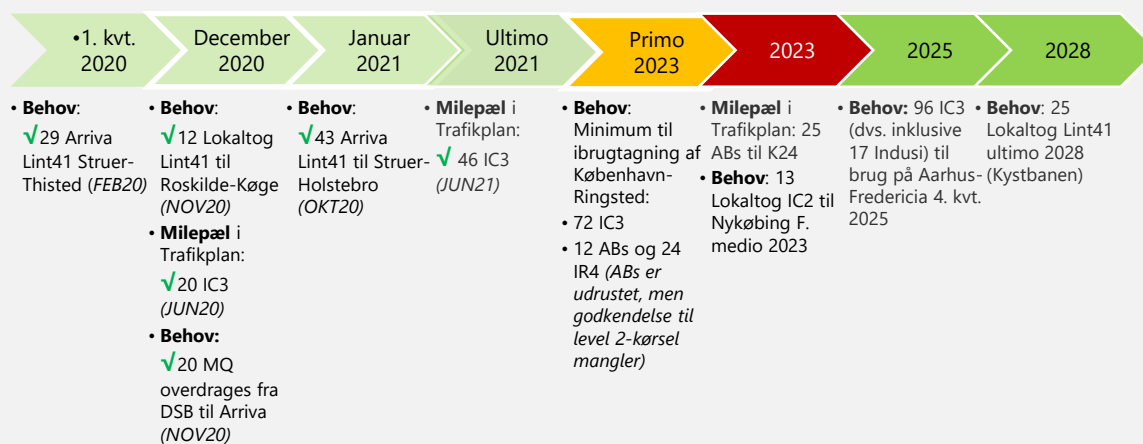 •1. kvt.
2020
December
2020
Januar
2021
Ultimo
2021
Primo
2023
2023
2025
2028
• Behov:
√29 Arriva
Lint41 Struer-
Thisted (FEB20)
• Behov:
√12 Lokaltog
Lint41 til
Roskilde-Køge
(NOV20)
• Milepæl i
Trafikplan:
√20 IC3
(JUN20)
• Behov:
√20 MQ
overdrages fra
DSB til Arriva
(NOV20)
• Behov:
√43 Arriva
Lint41 til Struer-
Holstebro
(OKT20)
• Milepæl i
Trafikplan:
√ 46 IC3
(JUN21)
• Behov:
Minimum til
ibrugtagning af
København-
Ringsted:
• 72 IC3
• 12 ABs og 24
IR4 (ABs er
udrustet, men
godkendelse til
level 2-kørsel
mangler)
• Milepæl i
Trafikplan: 25
ABs til K24
• Behov: 13
Lokaltog IC2 til
Nykøbing F.
medio 2023
• Behov: 96 IC3
(dvs. inklusive
17 Indusi) til
brug på Aarhus-
Fredericia 4. kvt.
2025
• Behov: 25
Lokaltog Lint41
ultimo 2028
(Kystbanen)